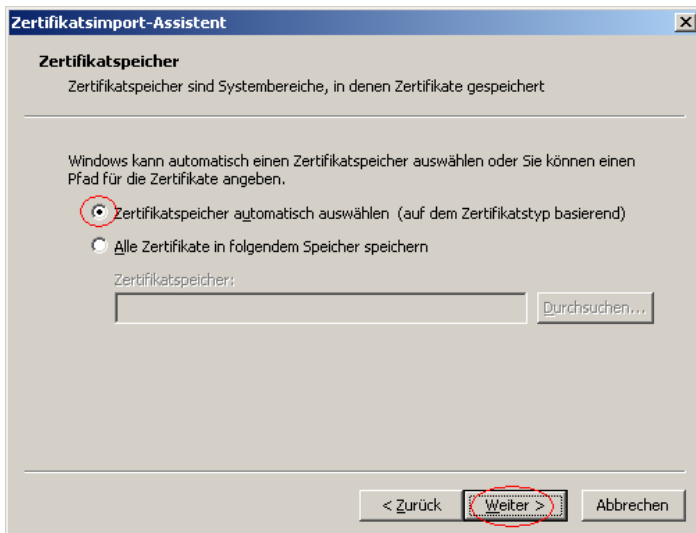 Zertifikatsimport-Assistent
Zertifikatspeicher
Zertifikatspeicher sind Systembereiche, in denen Zertifikate gespeichert
Windows kann automatisch einen Zertifikatspeicher auswählen oder Sie können einen
Pfad für die Zertifikate angeben.
Zertifikatspeicher automatisch auswählen (auf dem Zertifikatstyp basierend)
Alle Zertifikate in folgendem Speicher speichern
Zertifikatspeicher:
Durchsuchen...
< Zurück Weiter > Abbrechen